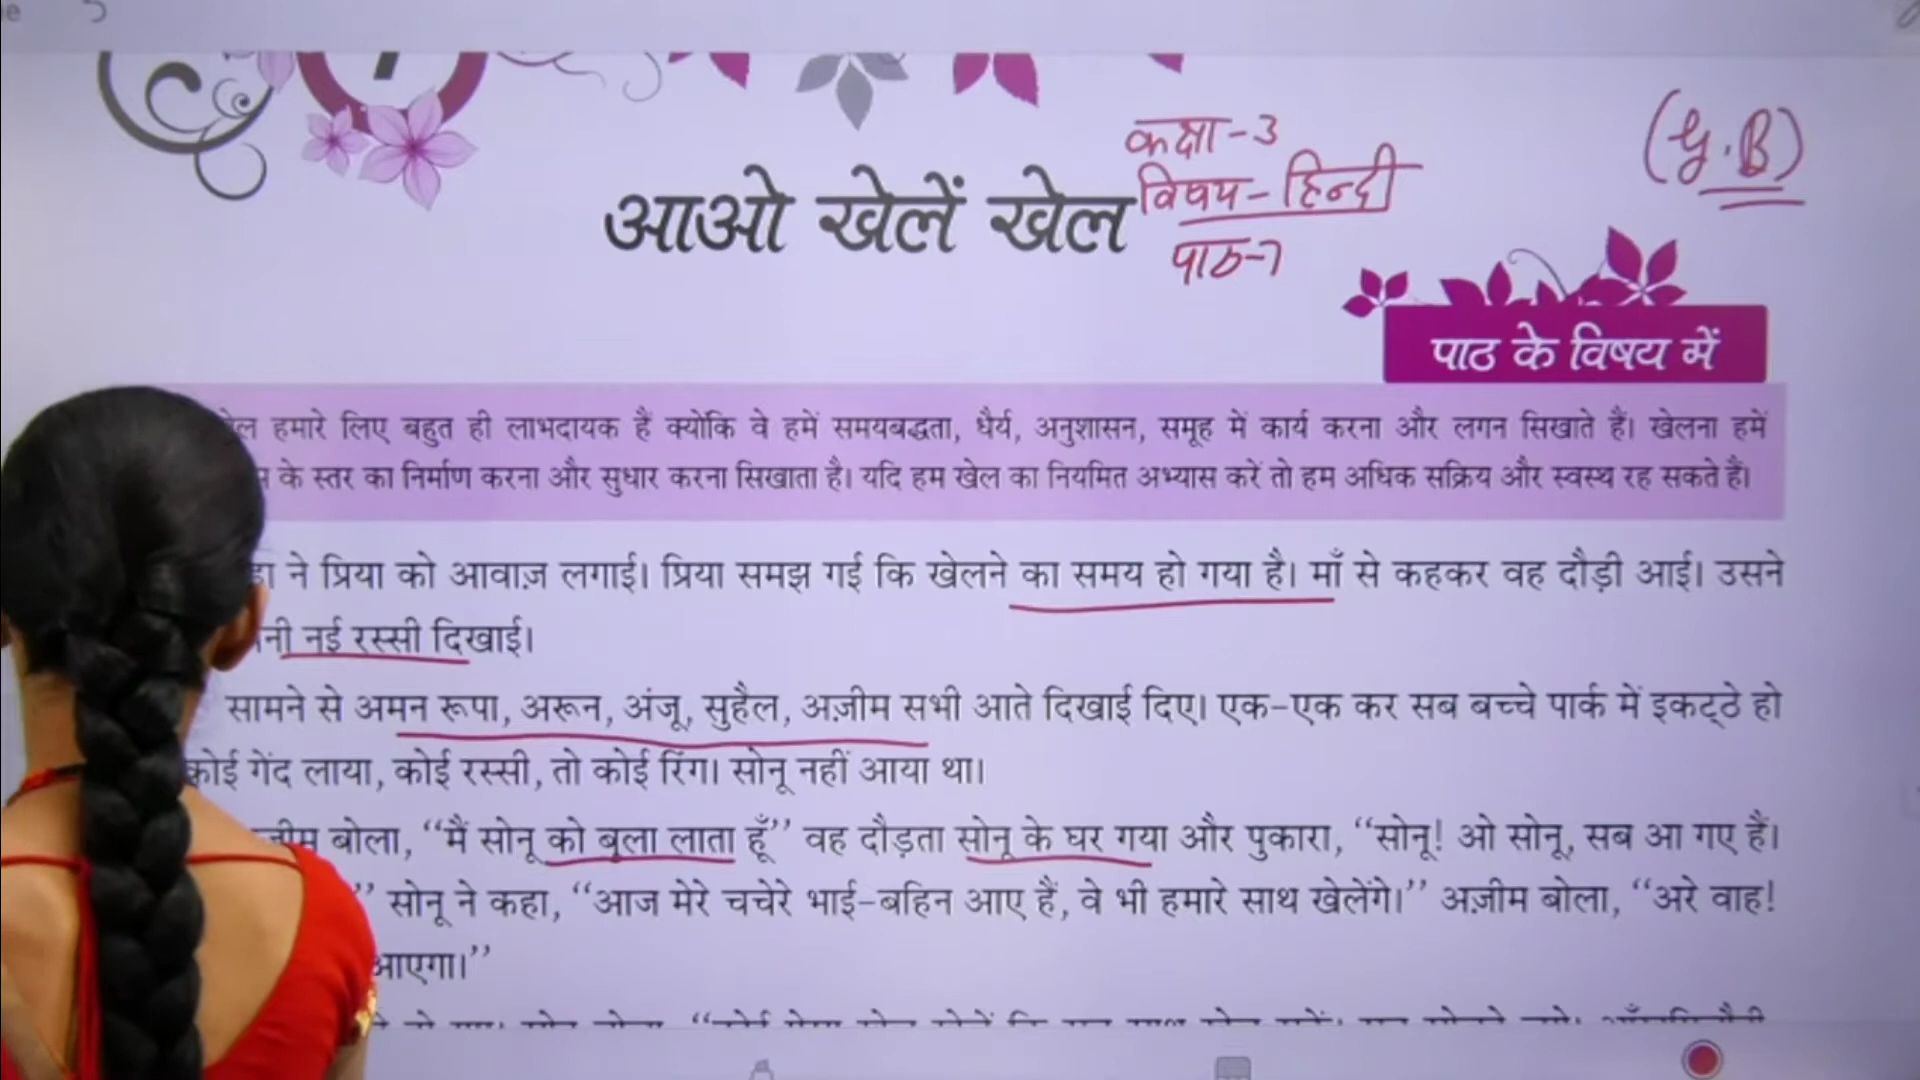 आओ खेलें खेल
कक्षा-3
विषय-हिन्दी
पाठ-7
(y.B)
पाठ के विषय में
हमारे लिए बहुत ही लाभदायक हैं क्योंकि वे हमें समयबद्धता, धैर्य, अनुशासन, समूह में कार्य करना और लगन सिखाते हैं। खेलना हमें
के स्तर का निर्माण करना और सुधार करना सिखाता है। यदि हम खेल का नियमित अभ्यास करें तो हम अधिक सक्रिय और स्वस्थ रह सकते हैं।
ने प्रिया को आवाज़ लगाई। प्रिया समझ गई कि खेलने का समय हो गया है। माँ से कहकर वह दौड़ी आई। उसने
नई रस्सी दिखाई।
सामने से अमन रूपा, अरून, अंजू, सुहैल, अज़ीम सभी आते दिखाई दिए। एक-एक कर सब बच्चे पार्क में इकट्ठे हो
कोई गेंद लाया, कोई रस्सी, तो कोई रिंग। सोनू नहीं आया था।
बोला, “मैं सोनू को बुला लाता हूँ” वह दौड़ता सोनू के घर गया और पुकारा, “सोनू! ओ सोनू, सब आ गए हैं।
” सोनू ने कहा, “आज मेरे चचेरे भाई-बहिन आए हैं, वे भी हमारे साथ खेलेंगे।” अज़ीम बोला, “अरे वाह!
आएगा।”